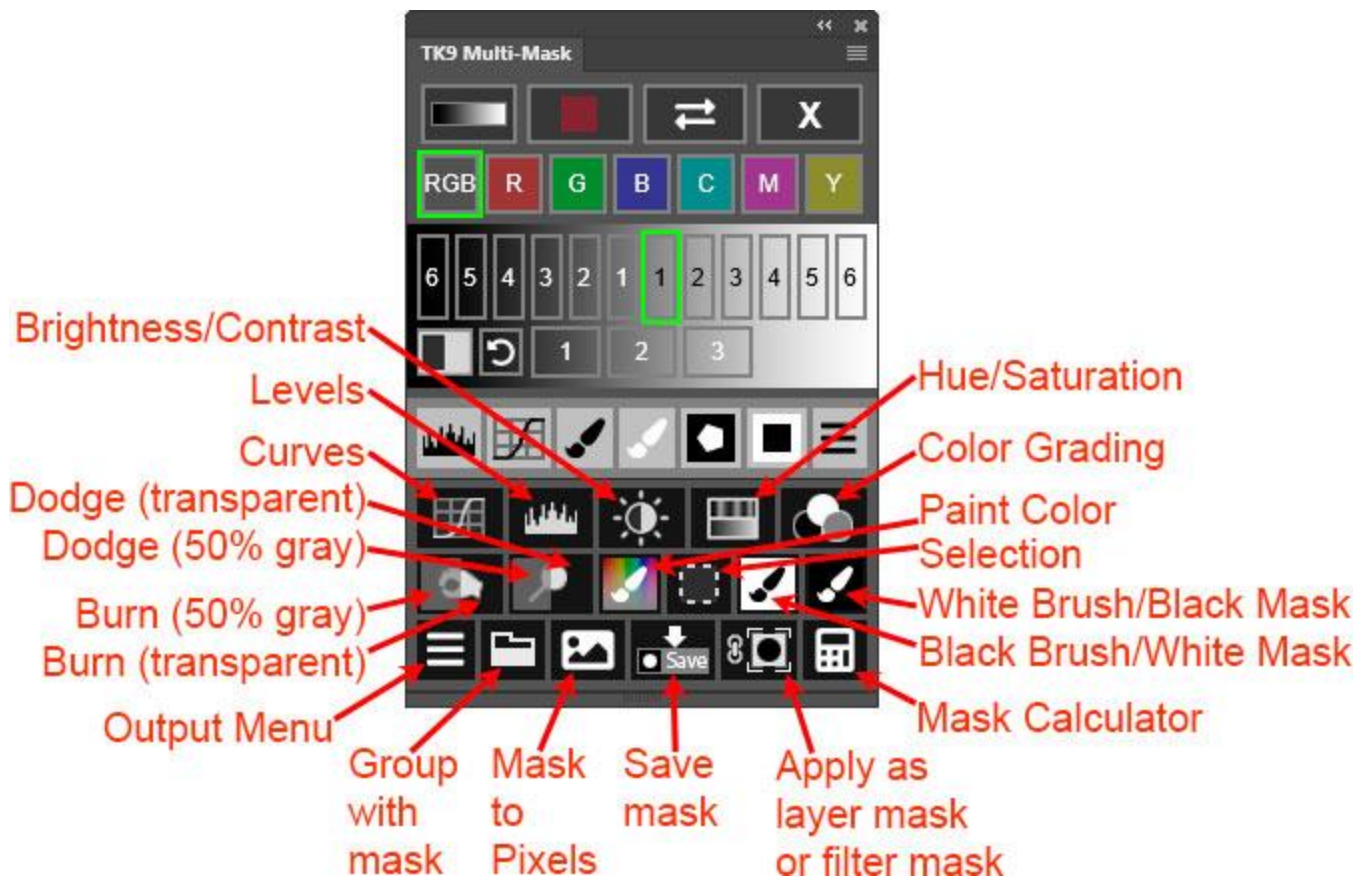 TK9 Multi-Mask
X
RGB R G B C M Y
6 5 4 3 2 1 1 2 3 4 5 6
1 2 3
Brightness/Contrast
Levels
Curves
Dodge (transparent)
Dodge (50% gray)
Burn (50% gray)
Burn (transparent)
Output Menu
Hue/Saturation
Color Grading
Paint Color
Selection
White Brush/Black Mask
Black Brush/White Mask
Mask Calculator
Save
Group
with
mask
Mask
to
Pixels
Save
mask
Apply as
layer mask
or filter mask